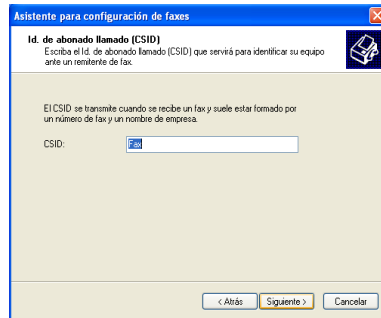 Asistente para configuración de faxes
Id. de abonado llamado (CSID)
Escriba el Id. de abonado llamado (CSID) que servirá para identificar su equipo
ante un remitente de fax.
El CSID se transmite cuando se recibe un fax y suele estar formado por
un número de fax y un nombre de empresa.
CSID: Fax
< Atrás Siguiente > Cancelar